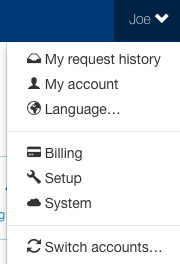 Joe
My request history
My account
Language...
g
Billing
Setup
System
Switch accounts...